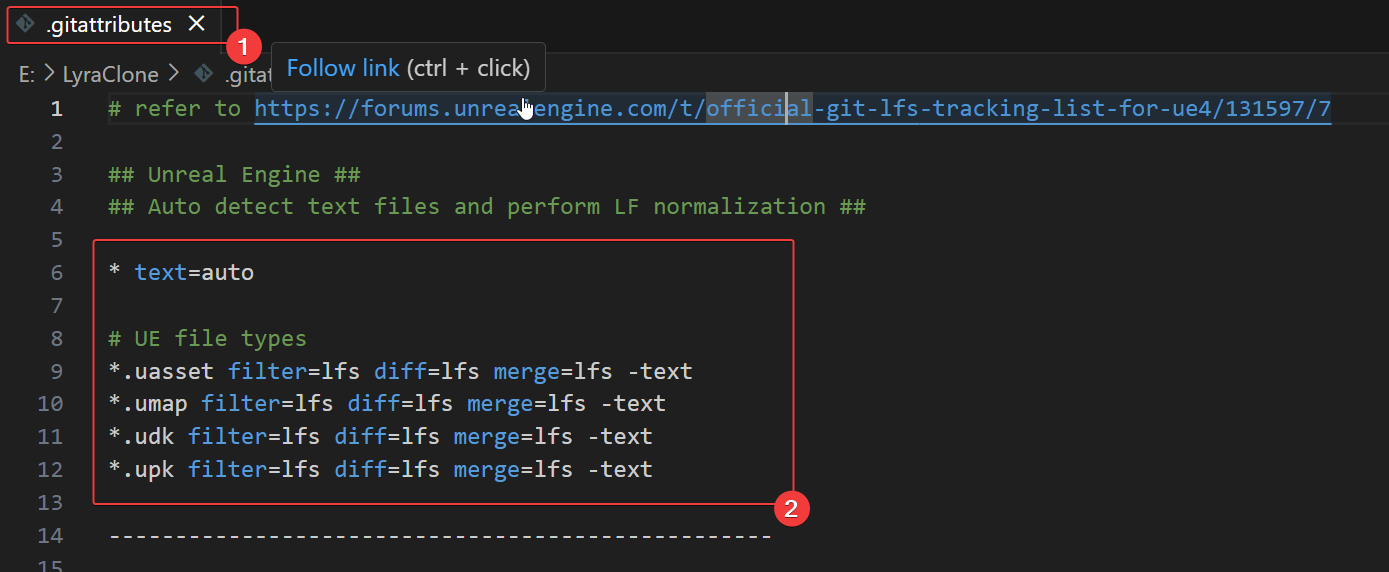 .gitattributes
1
Follow link (ctrl + click)
E: > LyraClone > .gitat
1 # refer to https://forums.unrealengine.com/t/official-git-lfs-tracking-list-for-ue4/131597/7
2
3 ## Unreal Engine ##
4 ## Auto detect text files and perform LF normalization ##
5
6 * text=auto
7
8 # UE file types
9 *.uasset filter=lfs diff=lfs merge=lfs -text
10 *.umap filter=lfs diff=lfs merge=lfs -text
11 *.udk filter=lfs diff=lfs merge=lfs -text
12 *.upk filter=lfs diff=lfs merge=lfs -text
13
2
14 --------------------------------------------------
15